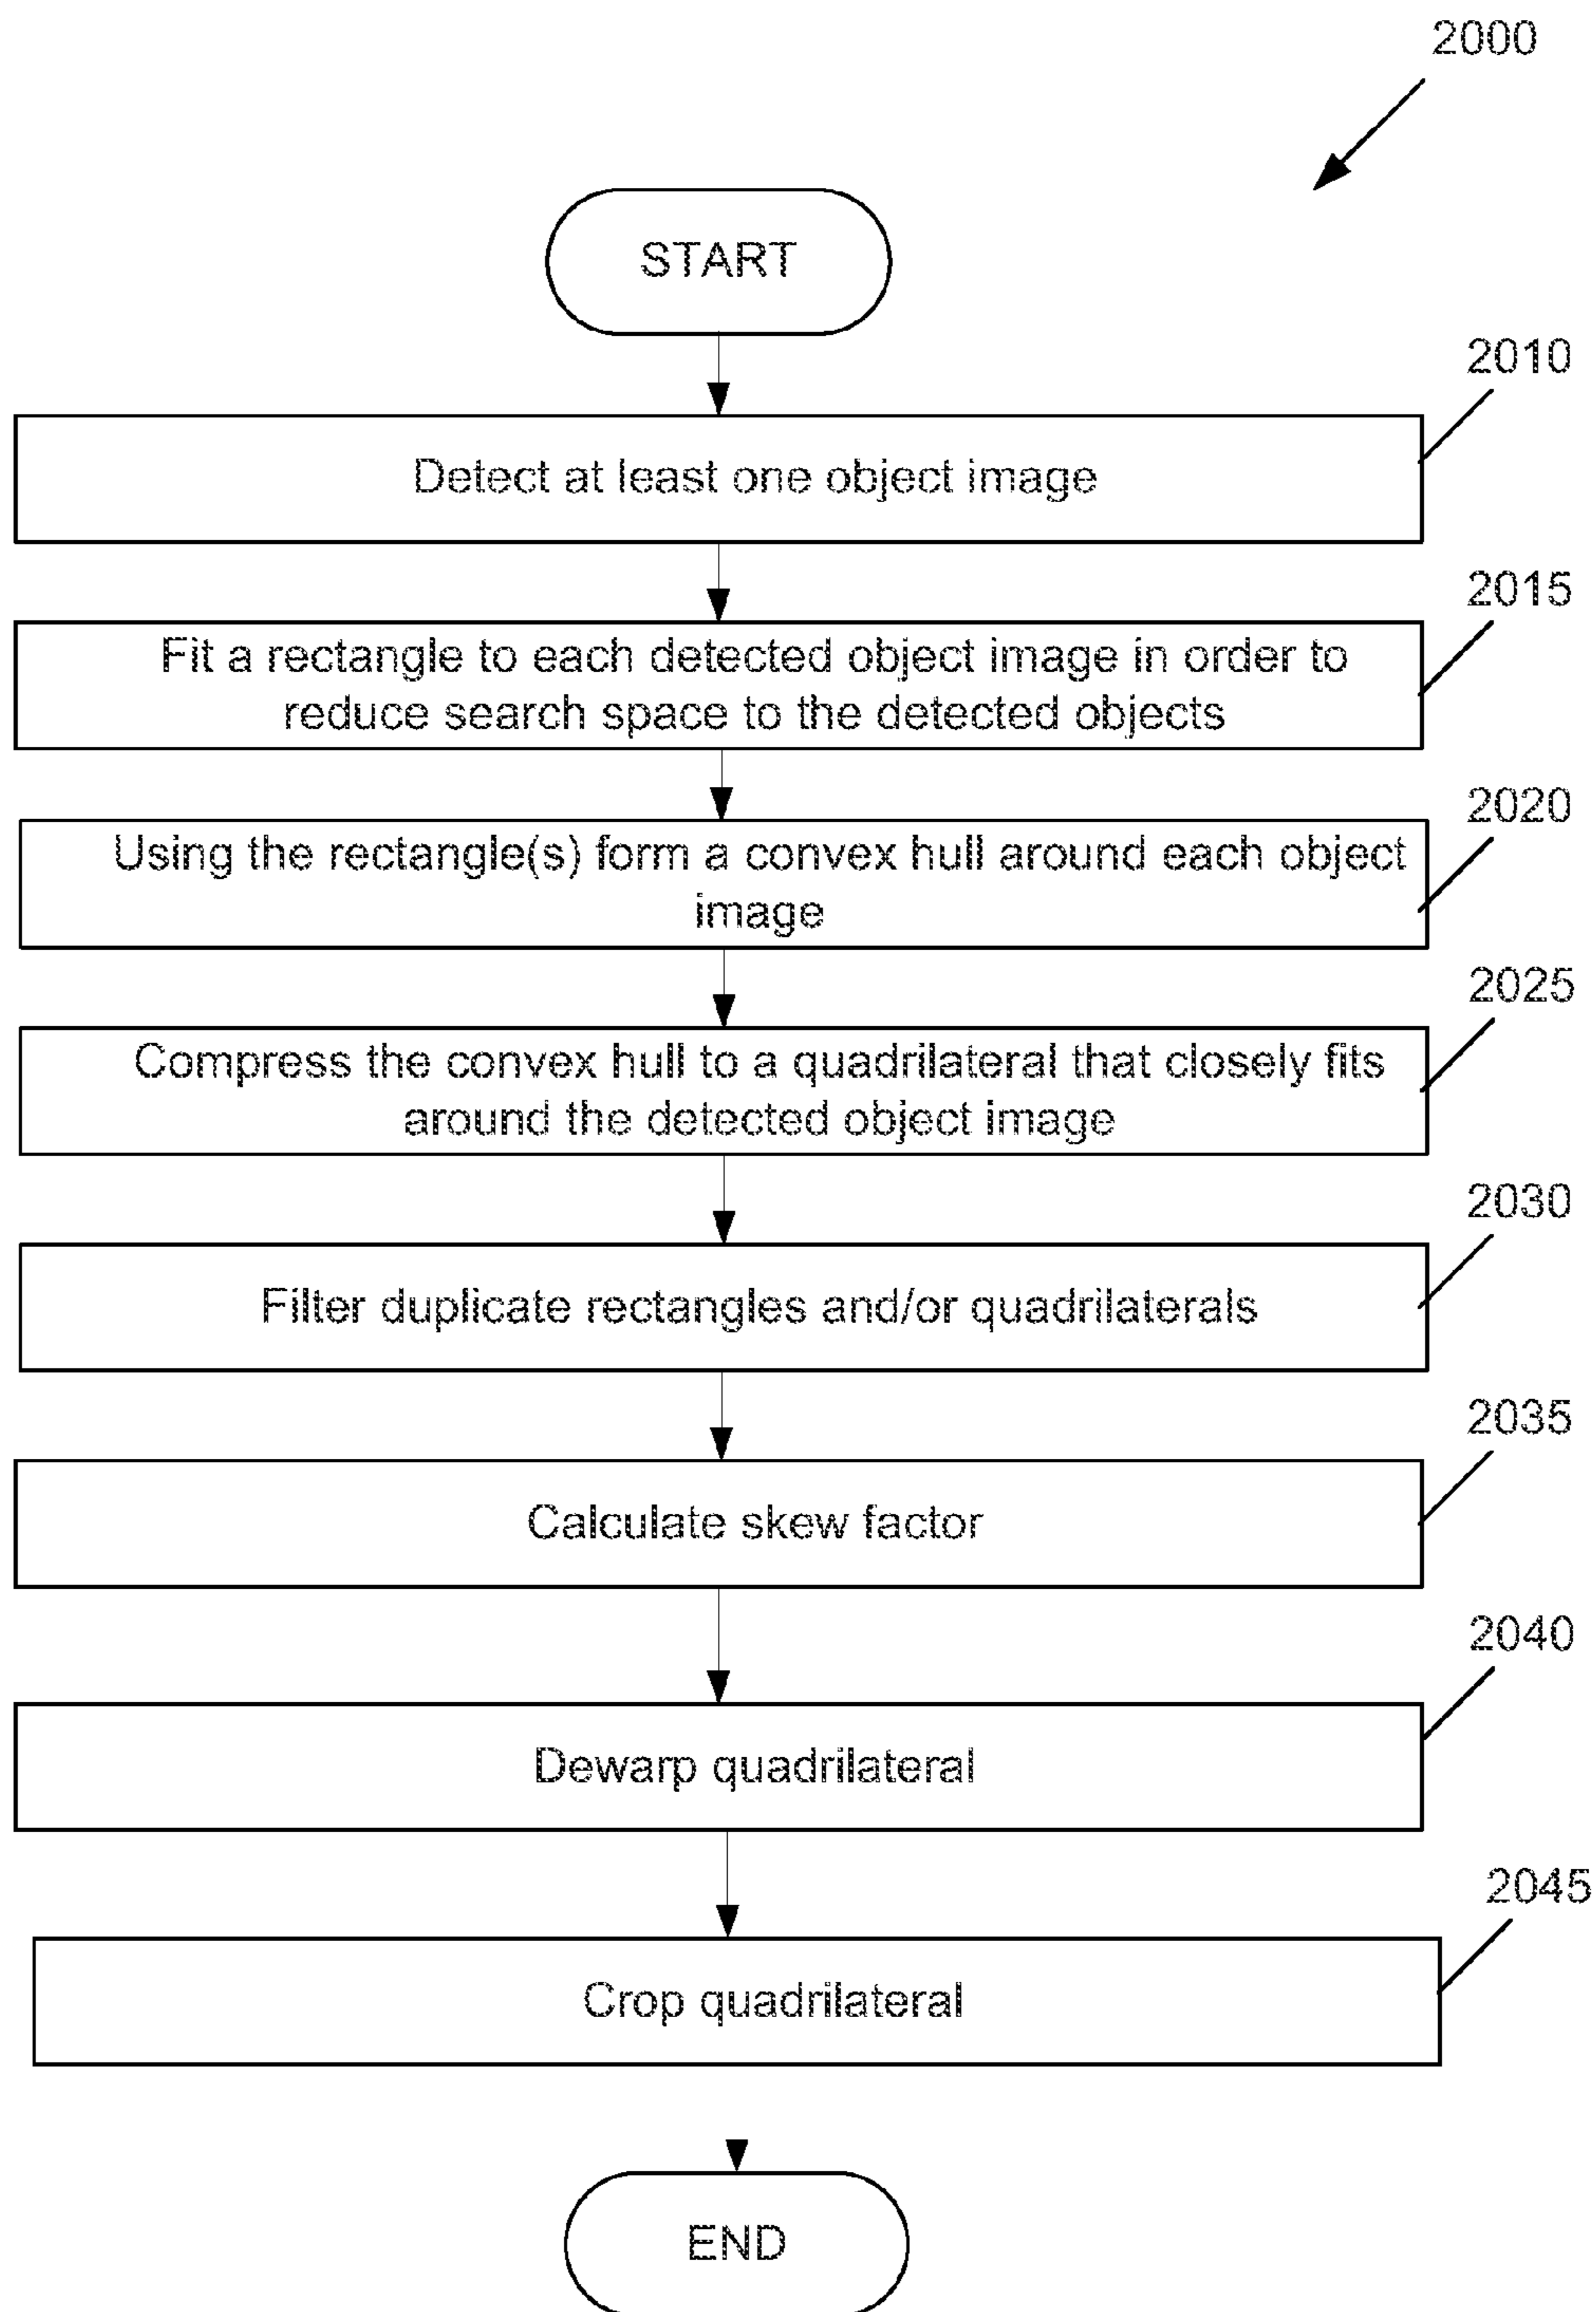 2000
START
2010
Detect at least one object image
2015
Fit a rectangle to each detected object image in order to
reduce search space to the detected objects
2020
Using the rectangle(s) form a convex hull around each object
image
2025
Compress the convex hull to a quadrilateral that closely fits
around the detected object image
2030
Filter duplicate rectangles and/or quadrilaterals
2035
Calculate skew factor
2040
Dewarp quadrilateral
2045
Crop quadrilateral
END